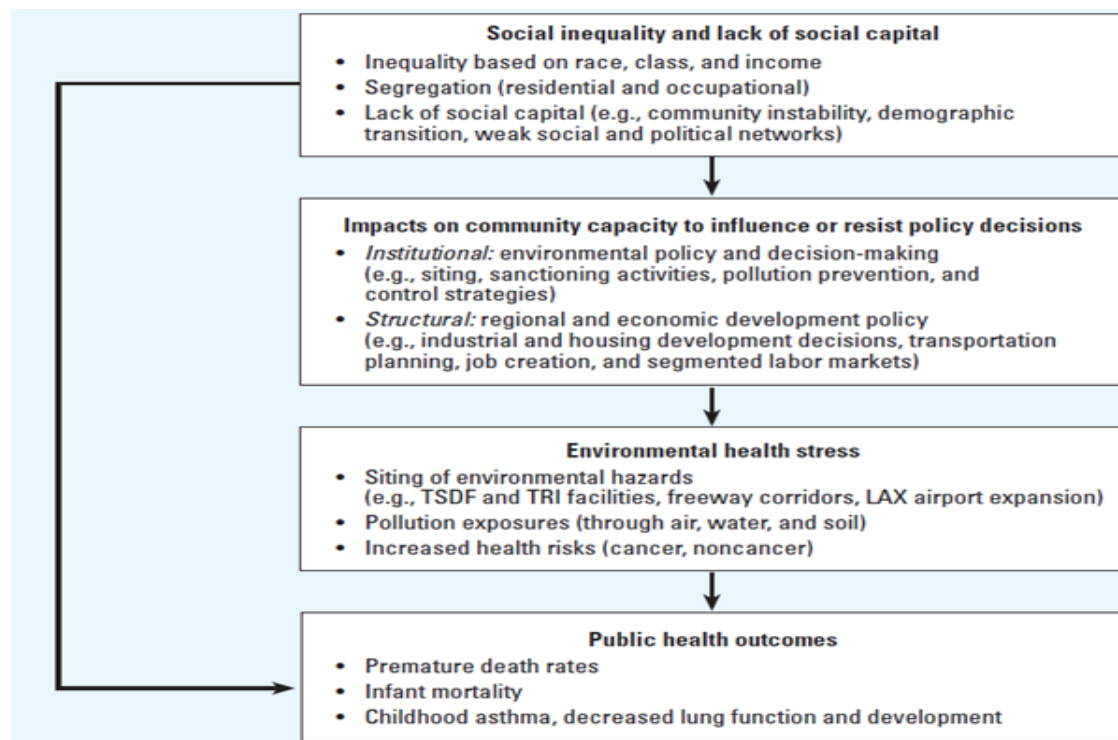 Social inequality and lack of social capital
• Inequality based on race, class, and income
• Segregation (residential and occupational)
• Lack of social capital (e.g., community instability, demographic
transition, weak social and political networks)
Impacts on community capacity to influence or resist policy decisions
• Institutional: environmental policy and decision-making
(e.g., siting, sanctioning activities, pollution prevention, and
control strategies)
• Structural: regional and economic development policy
(e.g., industrial and housing development decisions, transportation
planning, job creation, and segmented labor markets)
Environmental health stress
• Siting of environmental hazards
(e.g., TSDF and TRI facilities, freeway corridors, LAX airport expansion)
• Pollution exposures (through air, water, and soil)
• Increased health risks (cancer, noncancer)
Public health outcomes
• Premature death rates
• Infant mortality
• Childhood asthma, decreased lung function and development